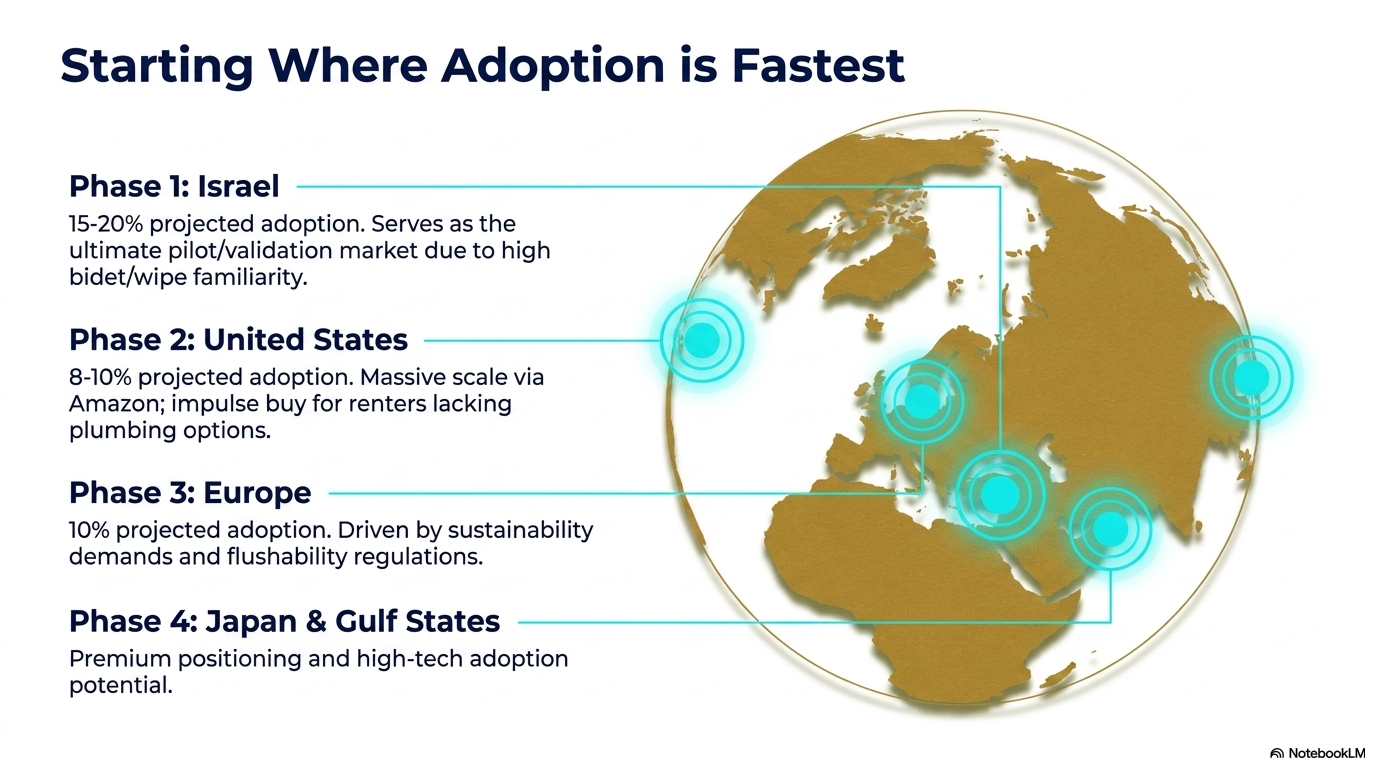 Starting Where Adoption is Fastest
Phase 1: Israel
15-20% projected adoption. Serves as the
ultimate pilot/validation market due to high
bidet/wipe familiarity.
Phase 2: United States
8-10% projected adoption. Massive scale via
Amazon; impulse buy for renters lacking
plumbing options.
Phase 3: Europe
10% projected adoption. Driven by sustainability
demands and flushability regulations.
Phase 4: Japan & Gulf States
Premium positioning and high-tech adoption
potential.
NotebookLM